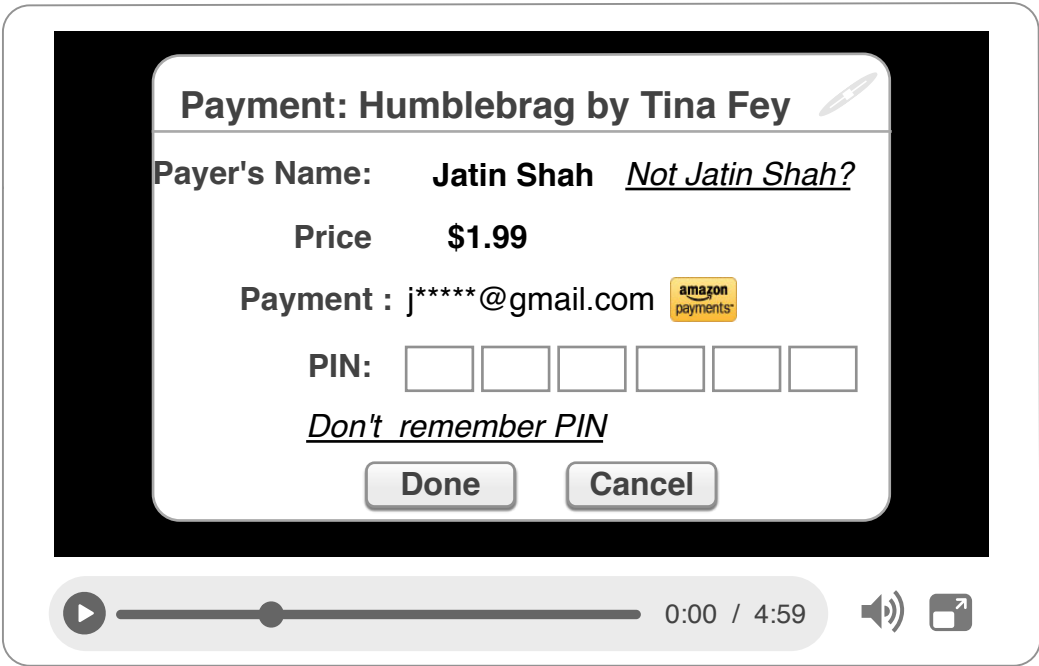 Payment: Humblebrag by Tina Fey
Payer's Name: Jatin Shah Not Jatin Shah?
Price $1.99
Payment : j*****@gmail.com amazon payments
PIN:
Don't remember PIN
Done Cancel
0:00 / 4:59